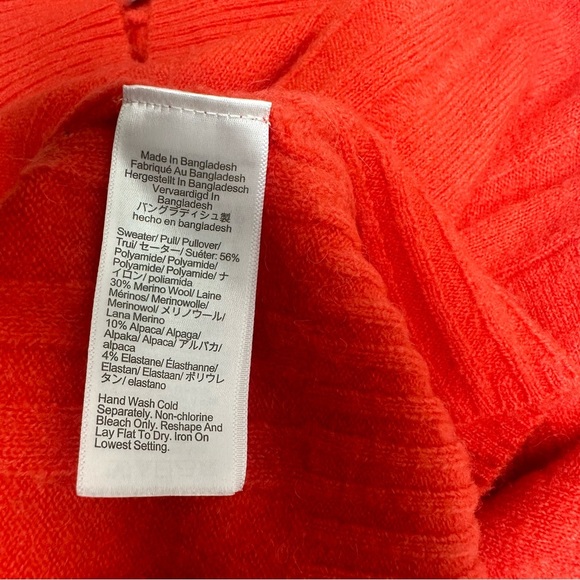 Made In Bangladesh
Fabriqué Au Bangladesh
Hergestellt In Bangladesch
Vervaardigd In
Bangladesh
バングラディシュ製
hecho en bangladesh
Sweater/ Pull/ Pullover/
Trui/ セーター/ Suéter: 56%
Polyamide/ Polyamide/
Polyamide/ Polyamide/ ナ
イロン/ poliamida
30% Merino Wool/ Laine
Mérinos/ Merinowolle/
Merinowol/ メリノウール/
Lana Merino
10% Alpaca/ Alpaga/
Alpaka/ Alpaca/ アルパカ/
alpaca
4% Elastane/ Élasthanne/
Elastan/ Elastaan/ ポリウレ
タン/ elastano
Hand Wash Cold
Separately. Non-chlorine
Bleach Only. Reshape And
Lay Flat To Dry. Iron On
Lowest Setting.